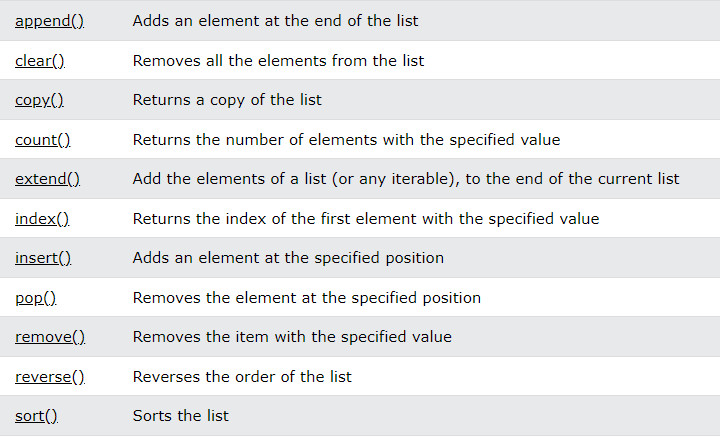 append() Adds an element at the end of the list
clear() Removes all the elements from the list
copy() Returns a copy of the list
count() Returns the number of elements with the specified value
extend() Add the elements of a list (or any iterable), to the end of the current list
index() Returns the index of the first element with the specified value
insert() Adds an element at the specified position
pop() Removes the element at the specified position
remove() Removes the item with the specified value
reverse() Reverses the order of the list
sort() Sorts the list